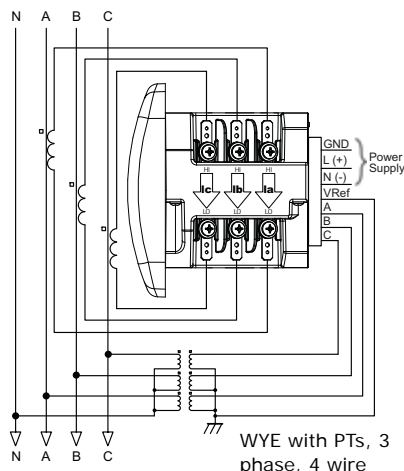 N A B C
GND
L (+)
N (-)
Power
Supply
VRef
A
B
C
HI HI HI
Ic Ib Ia
LO LO LO
N A B C
WYE with PTs, 3
phase, 4 wire